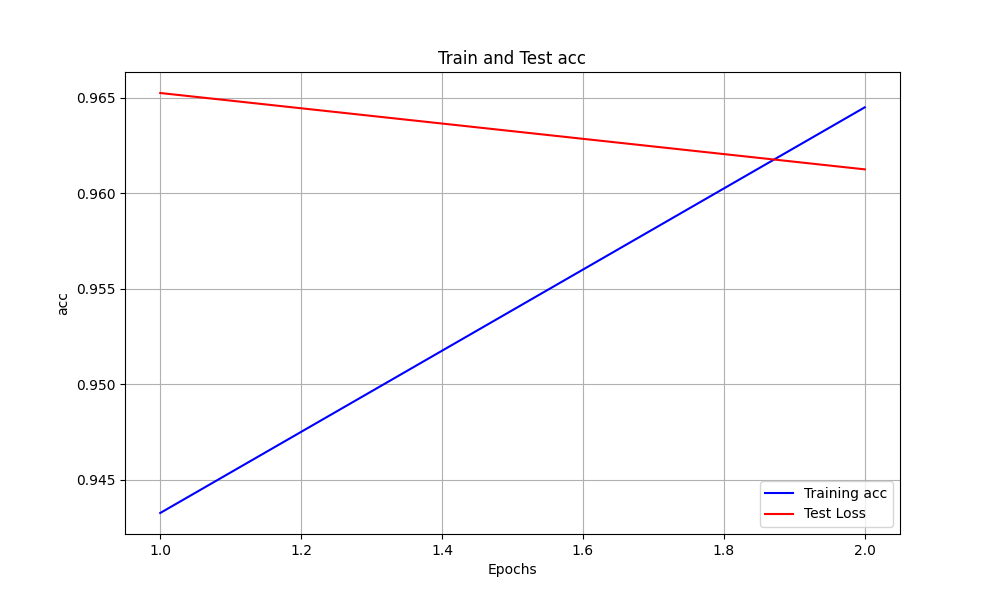 Train and Test acc
0.965
0.960
0.955
0.950
0.945
acc
1.0 1.2 1.4 1.6 1.8 2.0
Epochs
Training acc
Test Loss